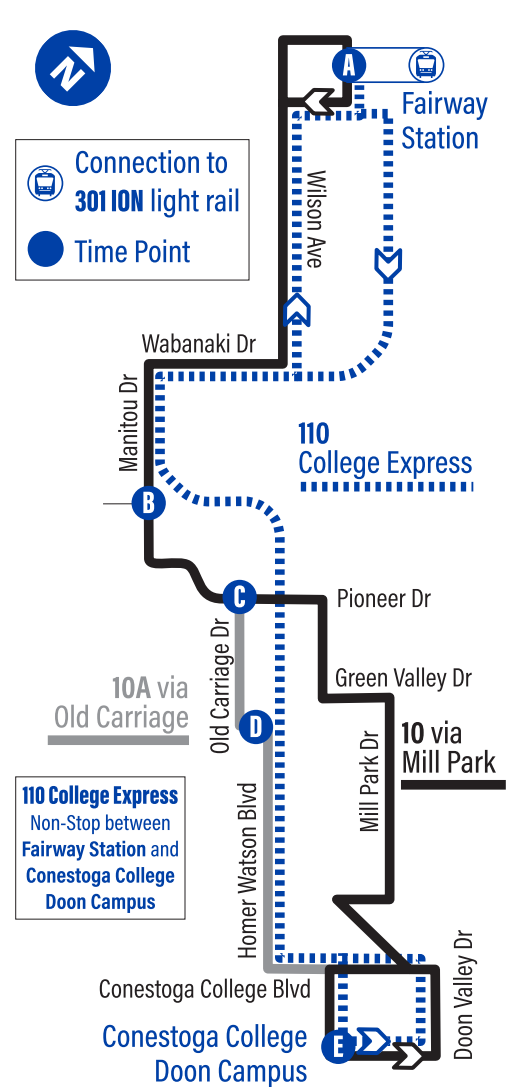 N
A
Fairway
Station
Connection to
301 ION light rail
Time Point
Wilson Ave
Wabanaki Dr
Manitou Dr
110
College Express
B
C
Pioneer Dr
Old Carriage Dr
10A via
Old Carriage
Green Valley Dr
D
Mill Park Dr
10 via
Mill Park
110 College Express
Non-Stop between
Fairway Station and
Conestoga College
Doon Campus
Homer Watson Blvd
Conestoga College Blvd
Doon Valley Dr
Conestoga College
Doon Campus
E